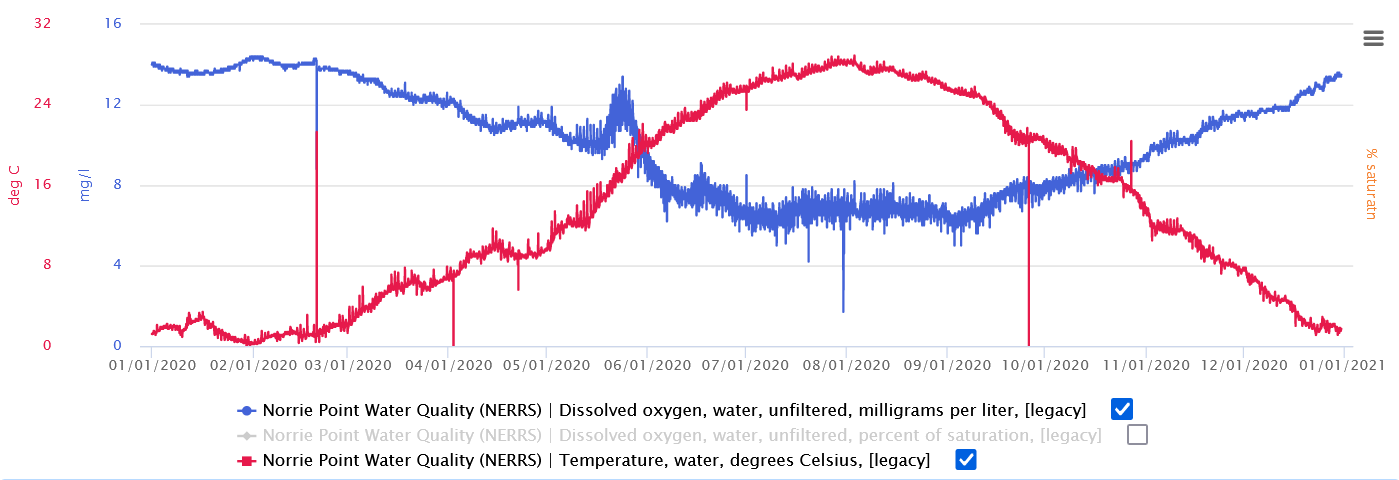 32 16
24 12
16 8
8 4
0 0
deg C
mg/l
% saturatn
01/01/2020 02/01/2020 03/01/2020 04/01/2020 05/01/2020 06/01/2020 07/01/2020 08/01/2020 09/01/2020 10/01/2020 11/01/2020 12/01/2020 01/01/2021
Norrie Point Water Quality (NERRS) | Dissolved oxygen, water, unfiltered, milligrams per liter, [legacy]
Norrie Point Water Quality (NERRS) | Dissolved oxygen, water, unfiltered, percent of saturation, [legacy]
Norrie Point Water Quality (NERRS) | Temperature, water, degrees Celsius, [legacy]